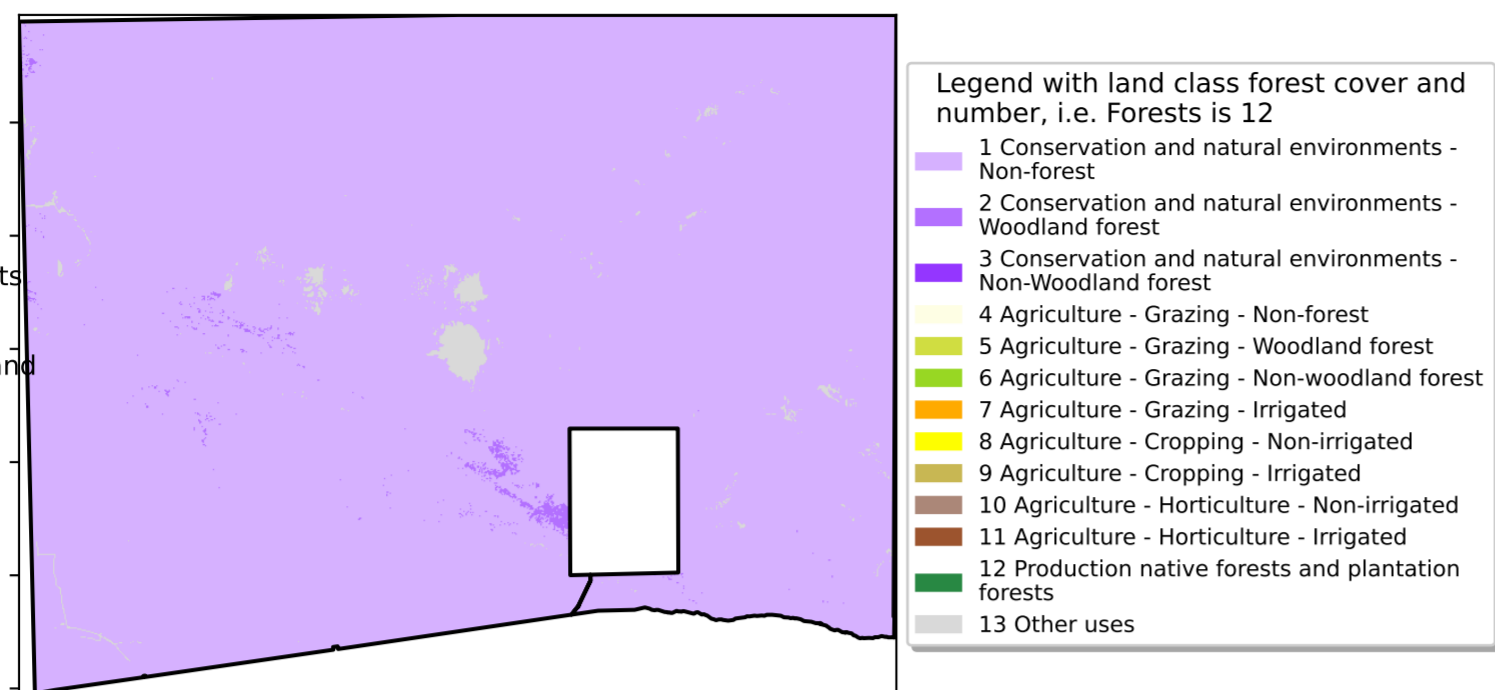 Legend with land class forest cover and
number, i.e. Forests is 12
1 Conservation and natural environments -
Non-forest
2 Conservation and natural environments -
Woodland forest
3 Conservation and natural environments -
Non-Woodland forest
4 Agriculture - Grazing - Non-forest
5 Agriculture - Grazing - Woodland forest
6 Agriculture - Grazing - Non-woodland forest
7 Agriculture - Grazing - Irrigated
8 Agriculture - Cropping - Non-irrigated
9 Agriculture - Cropping - Irrigated
10 Agriculture - Horticulture - Non-irrigated
11 Agriculture - Horticulture - Irrigated
12 Production native forests and plantation
forests
13 Other uses